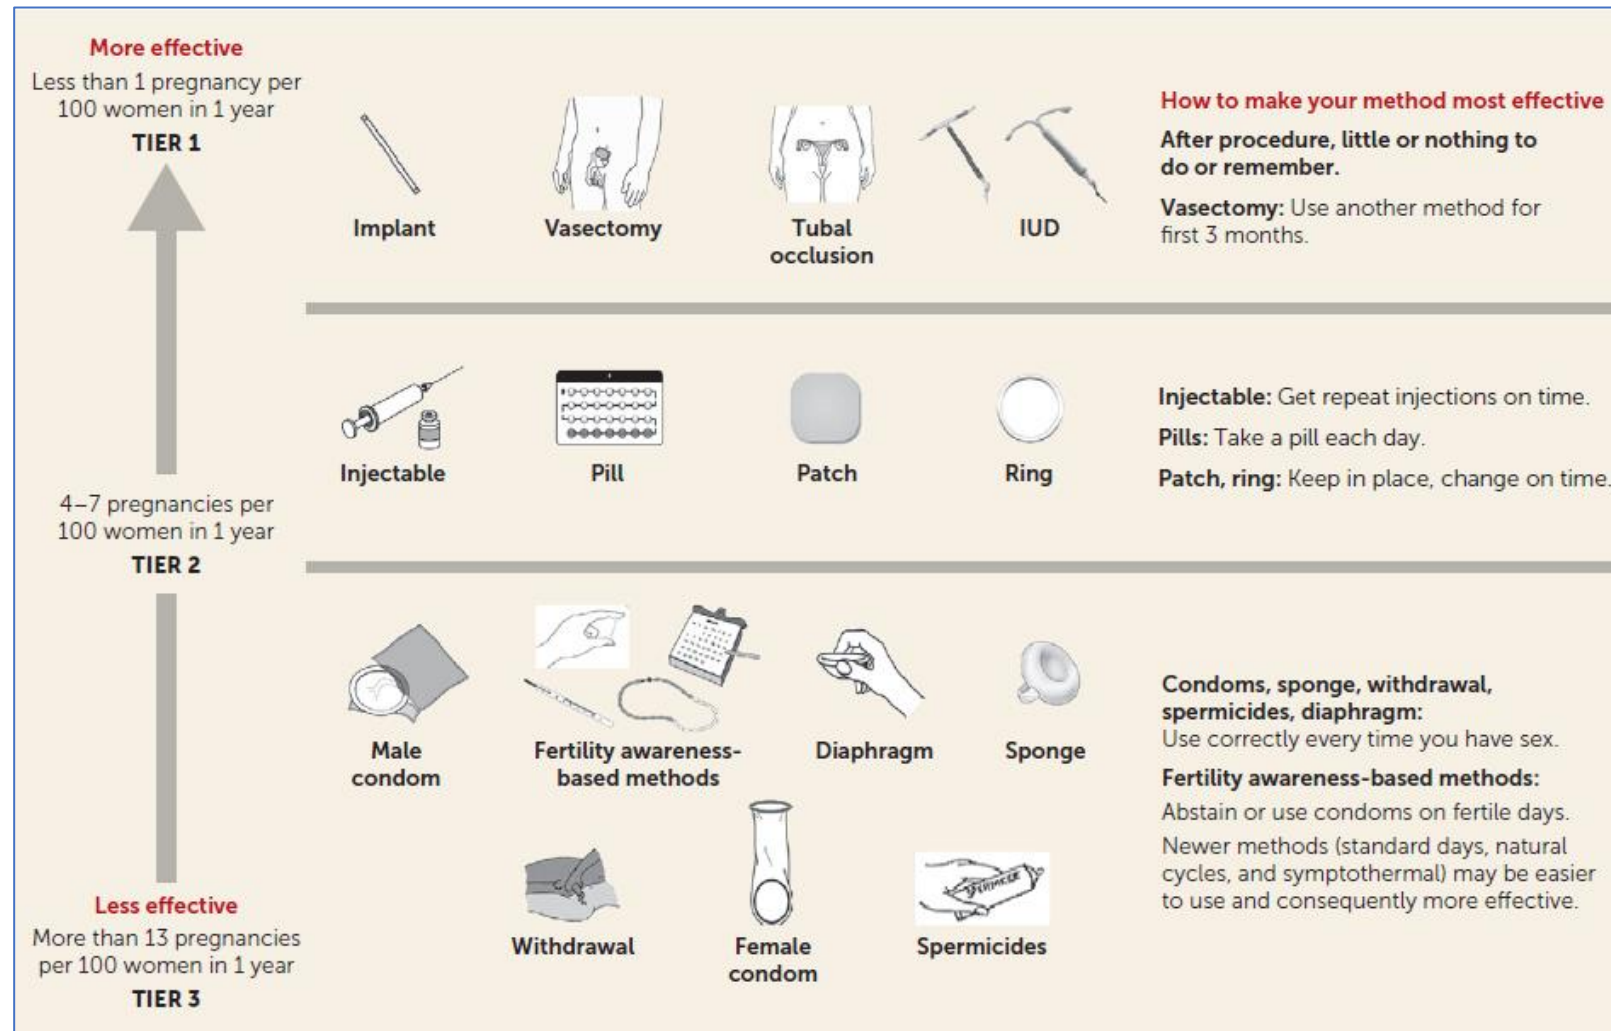 More effective
Less than 1 pregnancy per
100 women in 1 year
TIER 1
Implant
Vasectomy
Tubal
occlusion
IUD
How to make your method most effective
After procedure, little or nothing to
do or remember.
Vasectomy: Use another method for
first 3 months.
4–7 pregnancies per
100 women in 1 year
TIER 2
Injectable
Pill
Patch
Ring
Injectable: Get repeat injections on time.
Pills: Take a pill each day.
Patch, ring: Keep in place, change on time.
Less effective
More than 13 pregnancies
per 100 women in 1 year
TIER 3
Male
condom
Fertility awareness-
based methods
Diaphragm
Sponge
Withdrawal
Female
condom
Spermicides
Condoms, sponge, withdrawal,
spermicides, diaphragm:
Use correctly every time you have sex.
Fertility awareness-based methods:
Abstain or use condoms on fertile days.
Newer methods (standard days, natural
cycles, and symptothermal) may be easier
to use and consequently more effective.